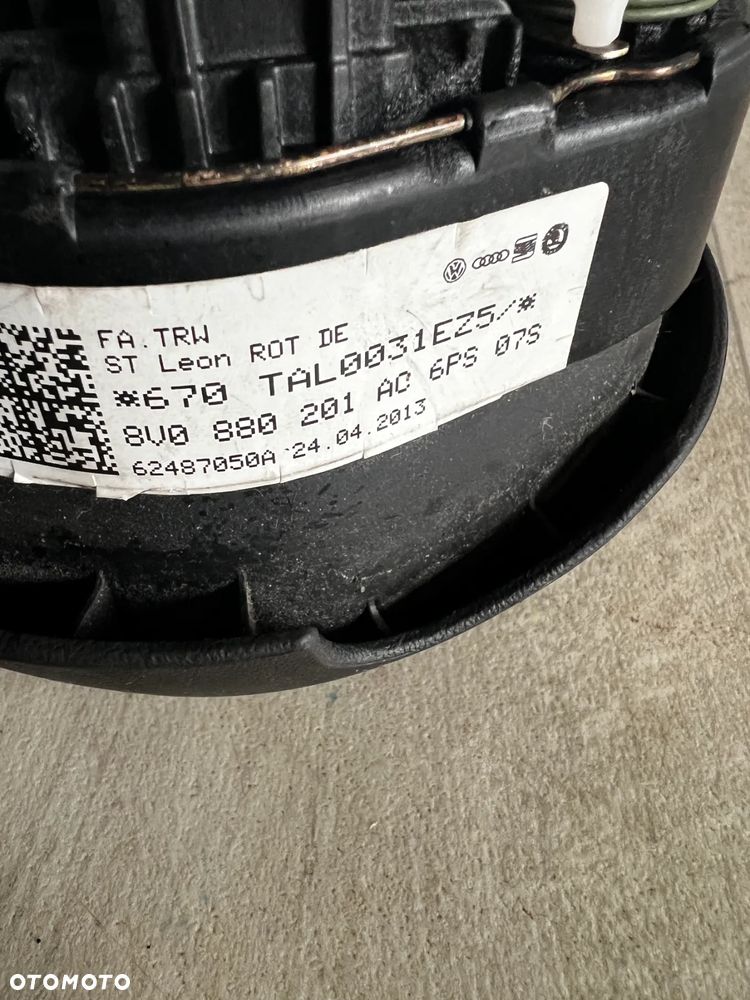 FA.TRW
ST Leon ROT DE
*670 TAL0031EZ5/*
8V0 880 201 AC 6PS 07S
62487050A 24.04.2013
OTOMOTO